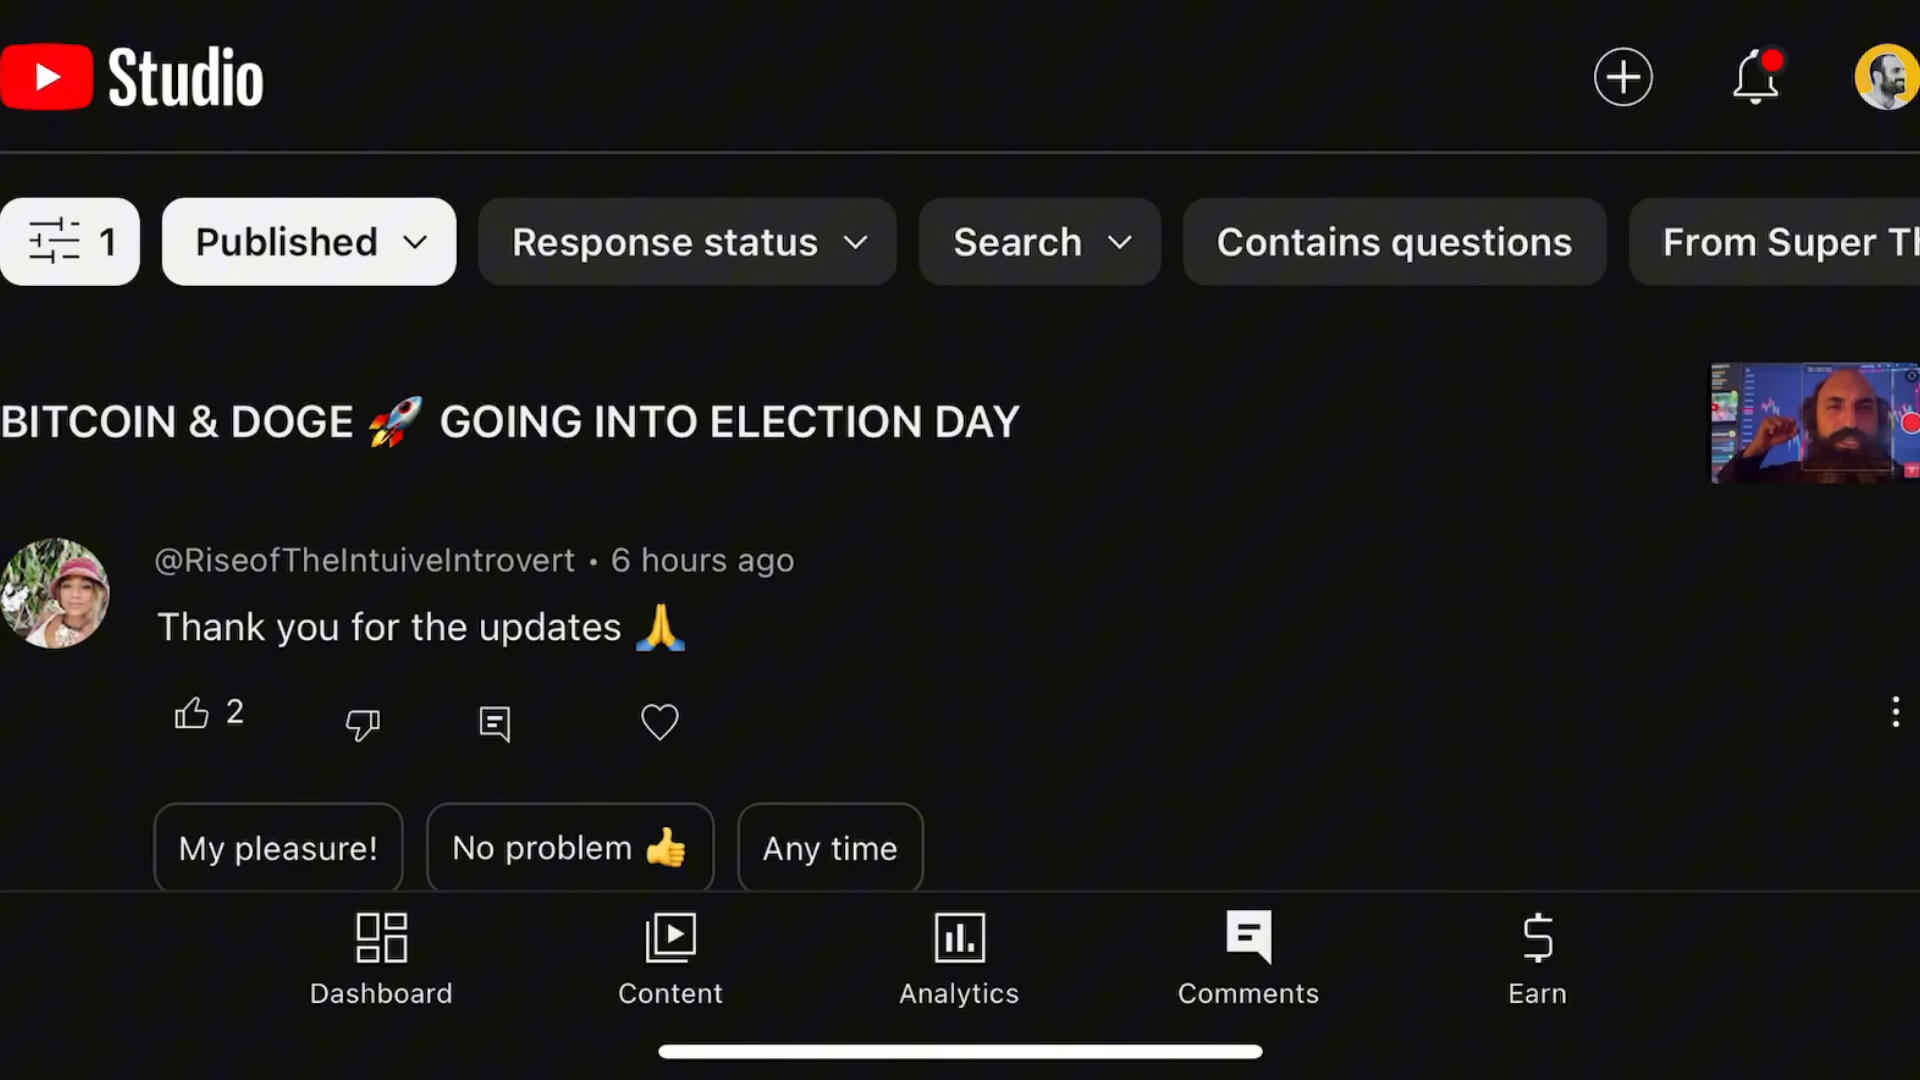 Studio
1
Published
Response status
Search
Contains questions
From Super Th
BITCOIN & DOGE 🚀 GOING INTO ELECTION DAY
@RiseofTheIntuiveIntrovert • 6 hours ago
Thank you for the updates 🙏
2
My pleasure!
No problem 👍
Any time
Dashboard
Content
Analytics
Comments
Earn